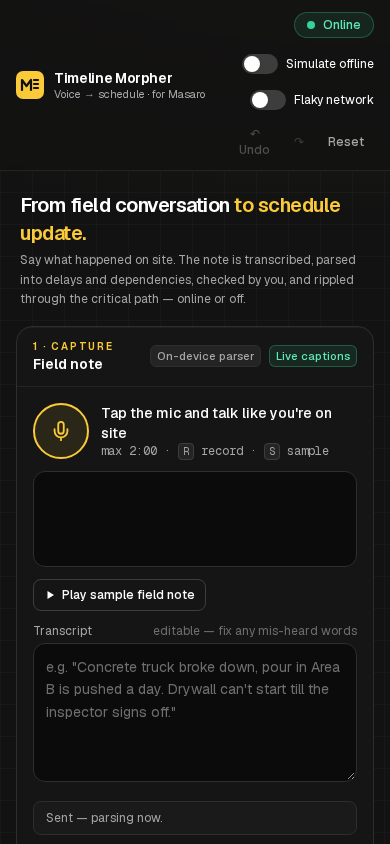 Online
Simulate offline
Timeline Morpher
Voice → schedule · for Masaro
Flaky network
↶
Undo
↷
Reset
From field conversation to schedule
update.
Say what happened on site. The note is transcribed, parsed
into delays and dependencies, checked by you, and rippled
through the critical path — online or off.
1 · CAPTURE
Field note
On-device parser
Live captions
Tap the mic and talk like you're on
site
max 2:00 · R record · S sample
▶ Play sample field note
Transcript
editable — fix any mis-heard words
e.g. "Concrete truck broke down, pour in Area
B is pushed a day. Drywall can't start till the
inspector signs off."
Sent — parsing now.